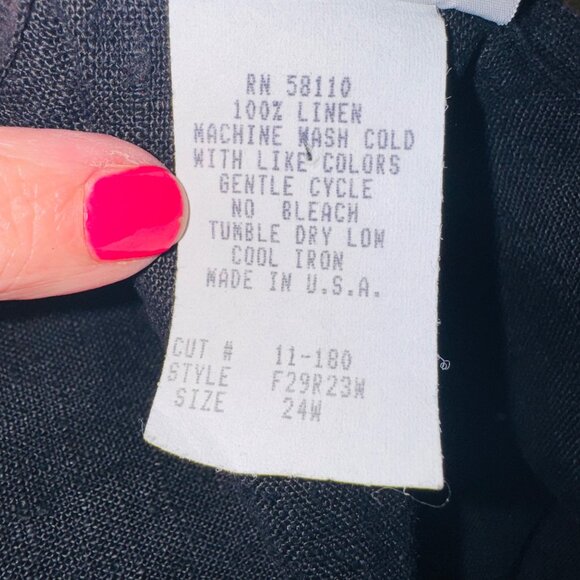 RN 58110
100% LINEN
MACHINE WASH COLD
WITH LIKE COLORS
GENTLE CYCLE
NO BLEACH
TUMBLE DRY LOW
COOL IRON
MADE IN U.S.A.
CUT # 11-180
STYLE F29R23W
SIZE 24W